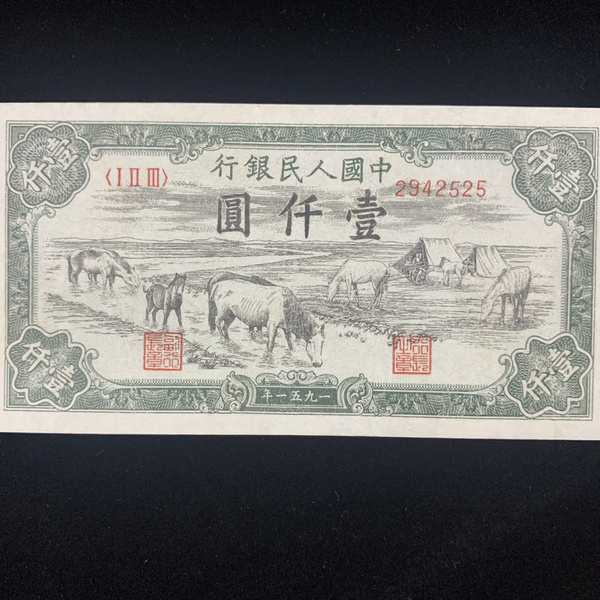 中國人民銀行
〈I II III〉
2942525
壹仟圓
壹仟
壹仟
壹仟
壹仟
一九五一年